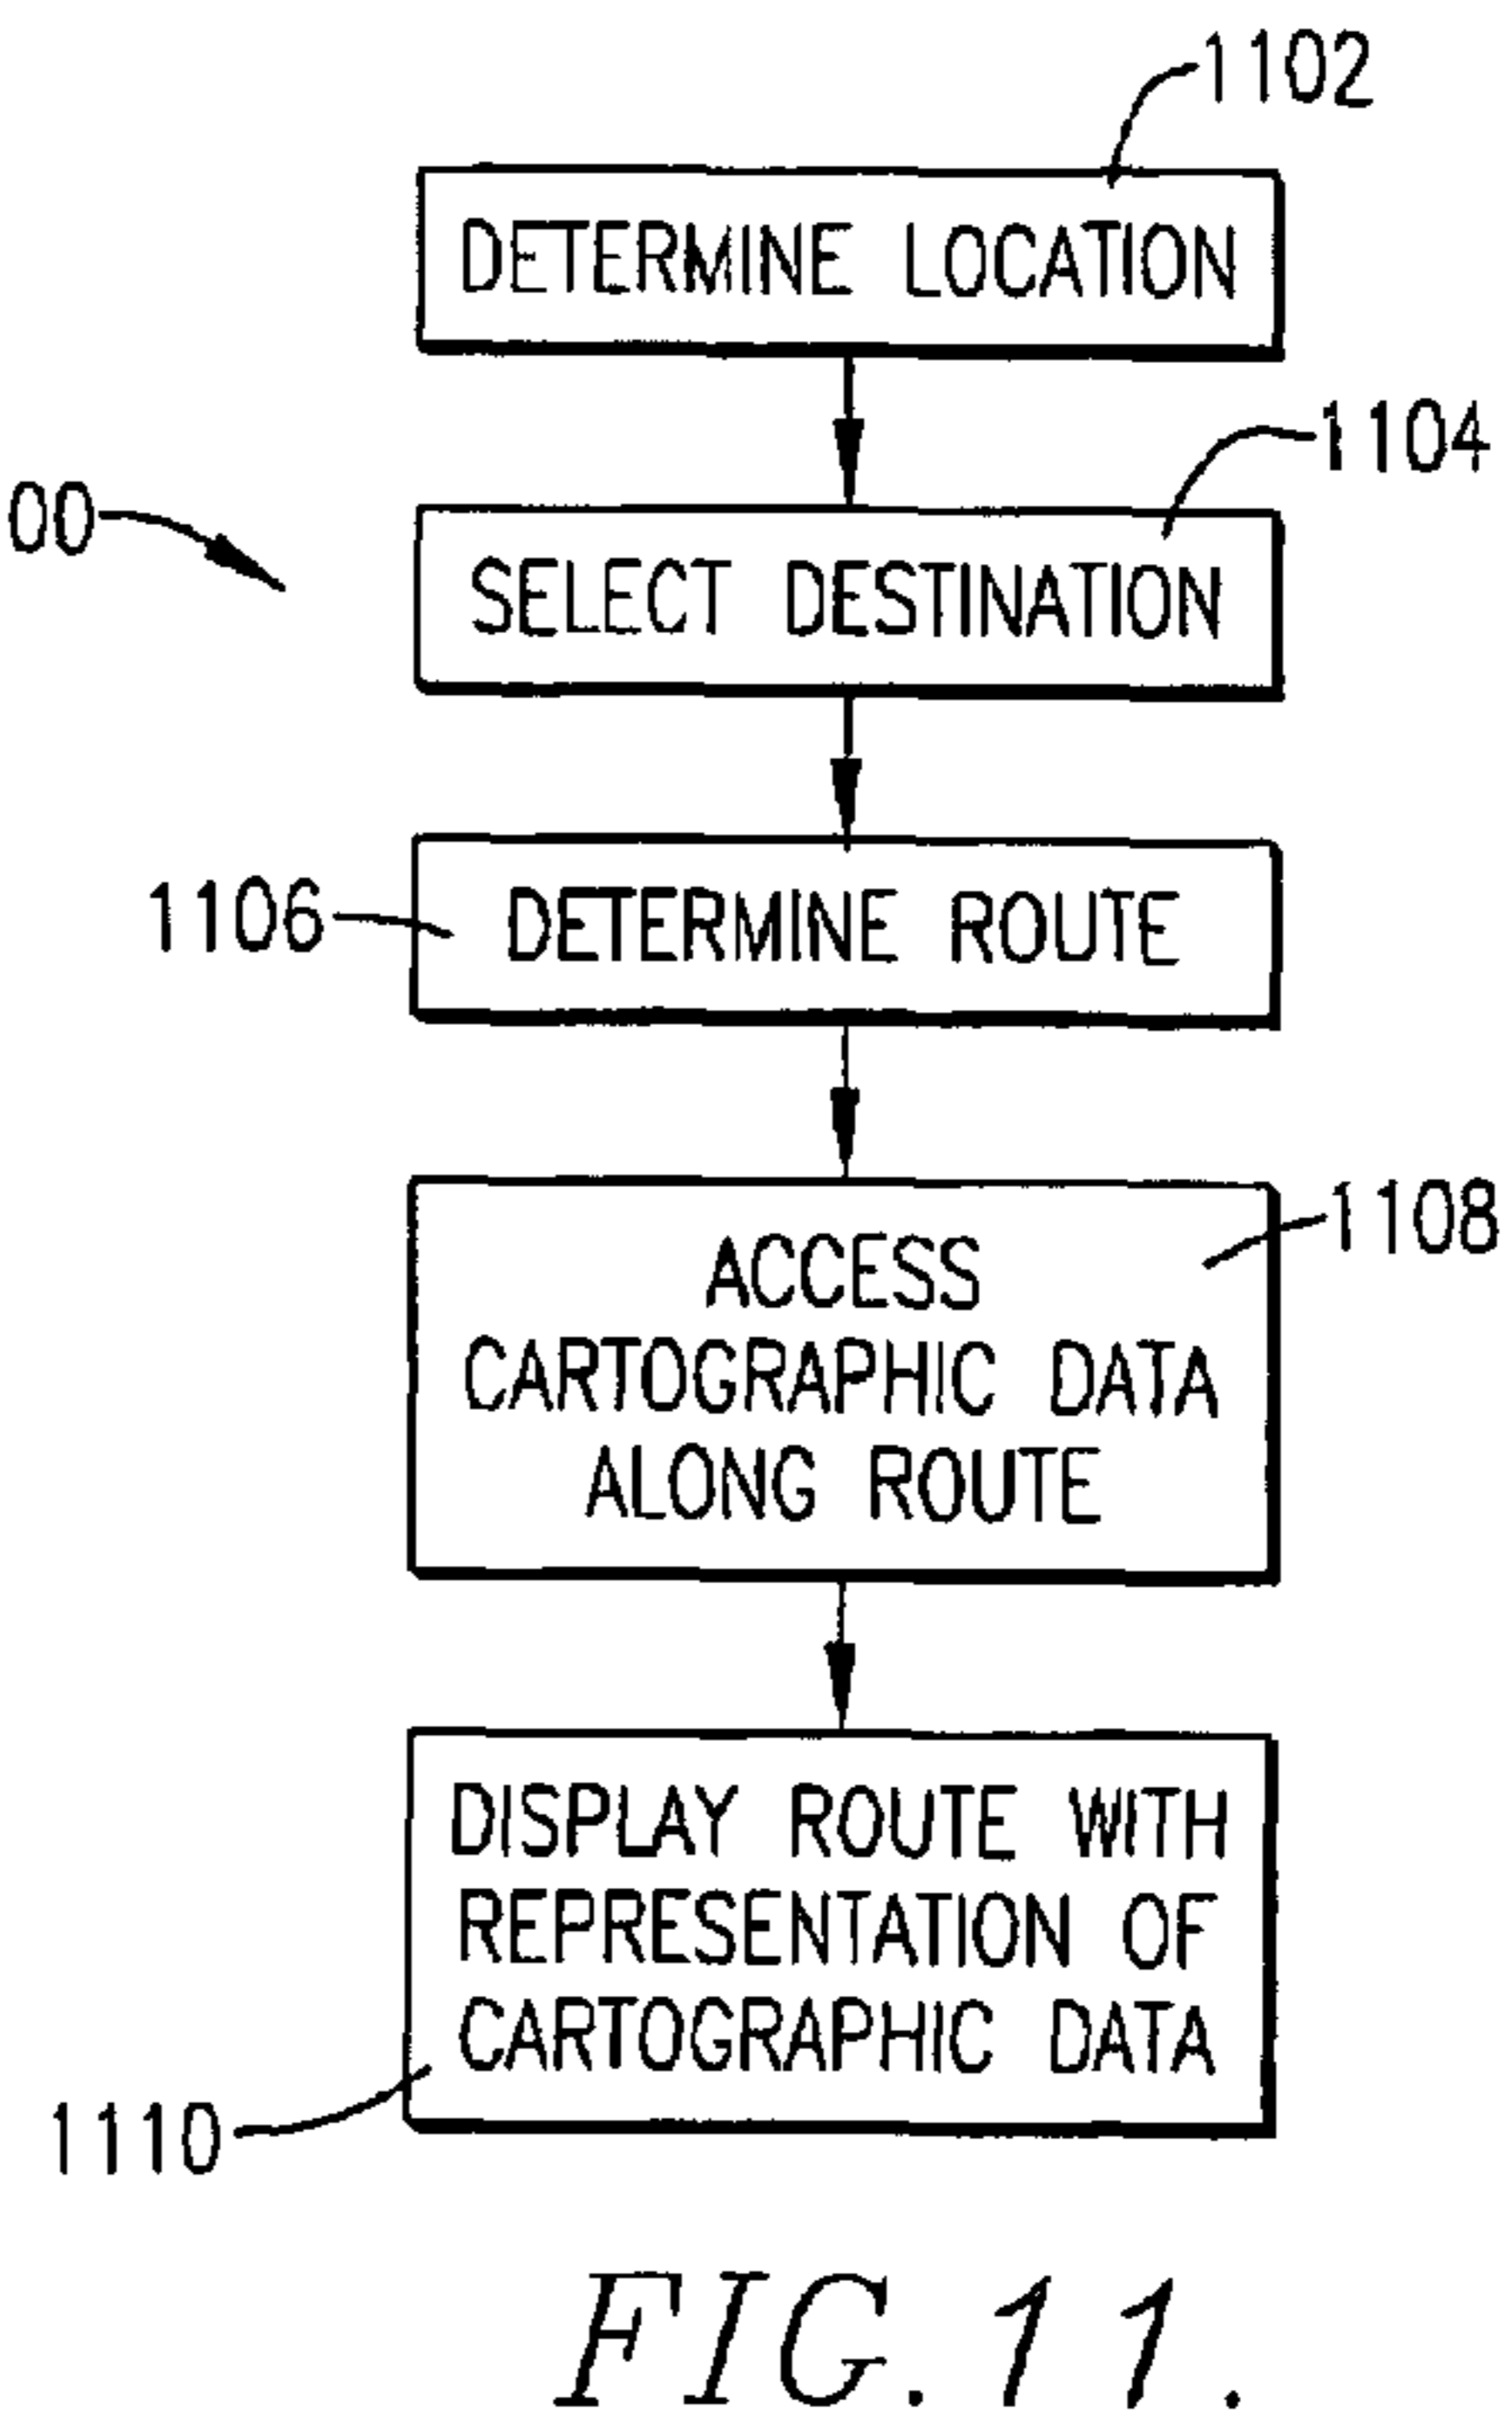 1102
DETERMINE LOCATION
1104
00
SELECT DESTINATION
1106
DETERMINE ROUTE
1108
ACCESS
CARTOGRAPHIC DATA
ALONG ROUTE
DISPLAY ROUTE WITH
REPRESENTATION OF
CARTOGRAPHIC DATA
1110
FIG.11.